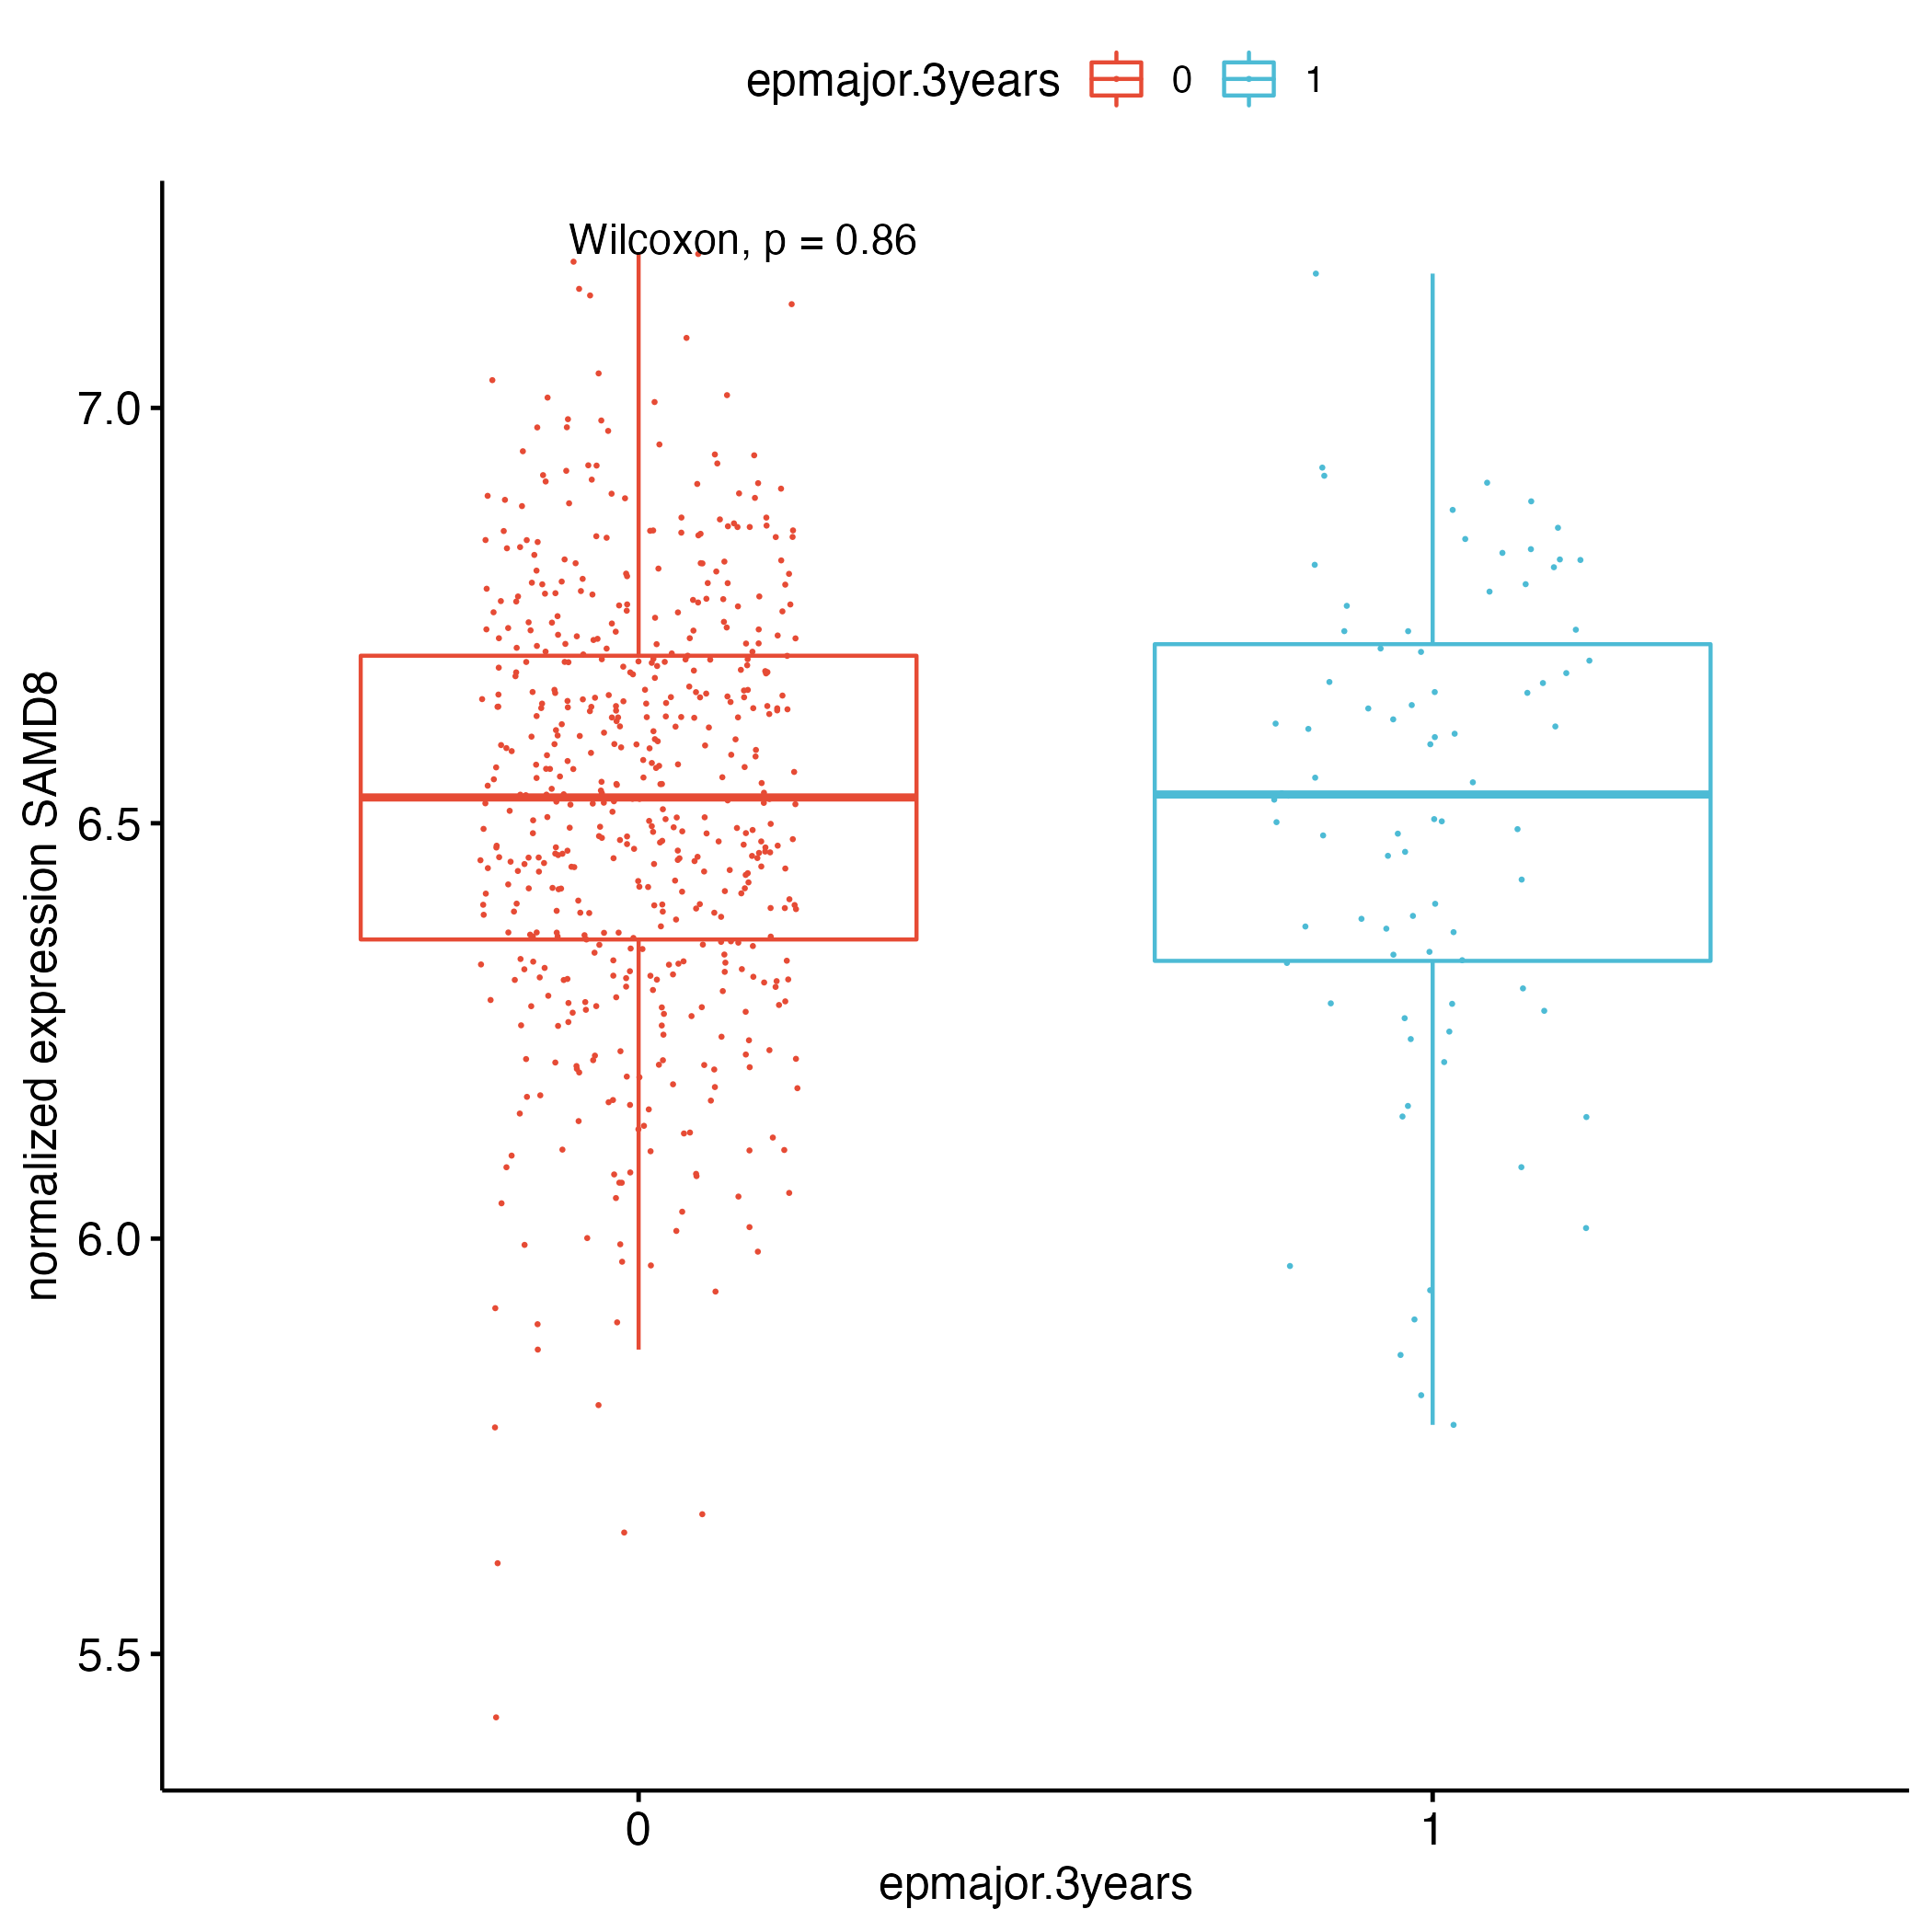 epmajor.3years 0 1
Wilcoxon, p = 0.86
normalized expression SAMD8
7.0
6.5
6.0
5.5
0 1
epmajor.3years